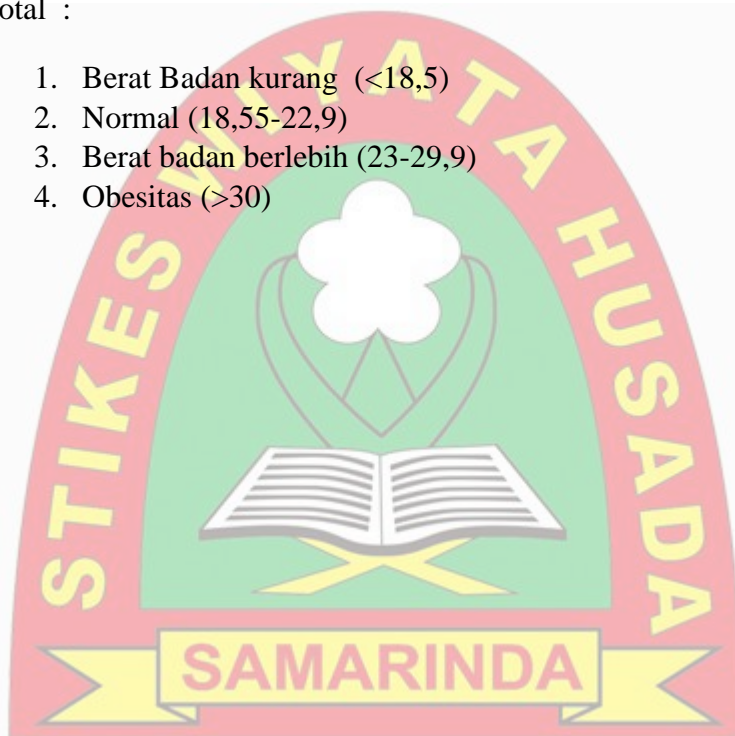 otal :
1. Berat Badan kurang (<18,5)
2. Normal (18,55-22,9)
3. Berat badan berlebih (23-29,9)
4. Obesitas (>30)
STIKES WIYATA HUSADA
SAMARINDA